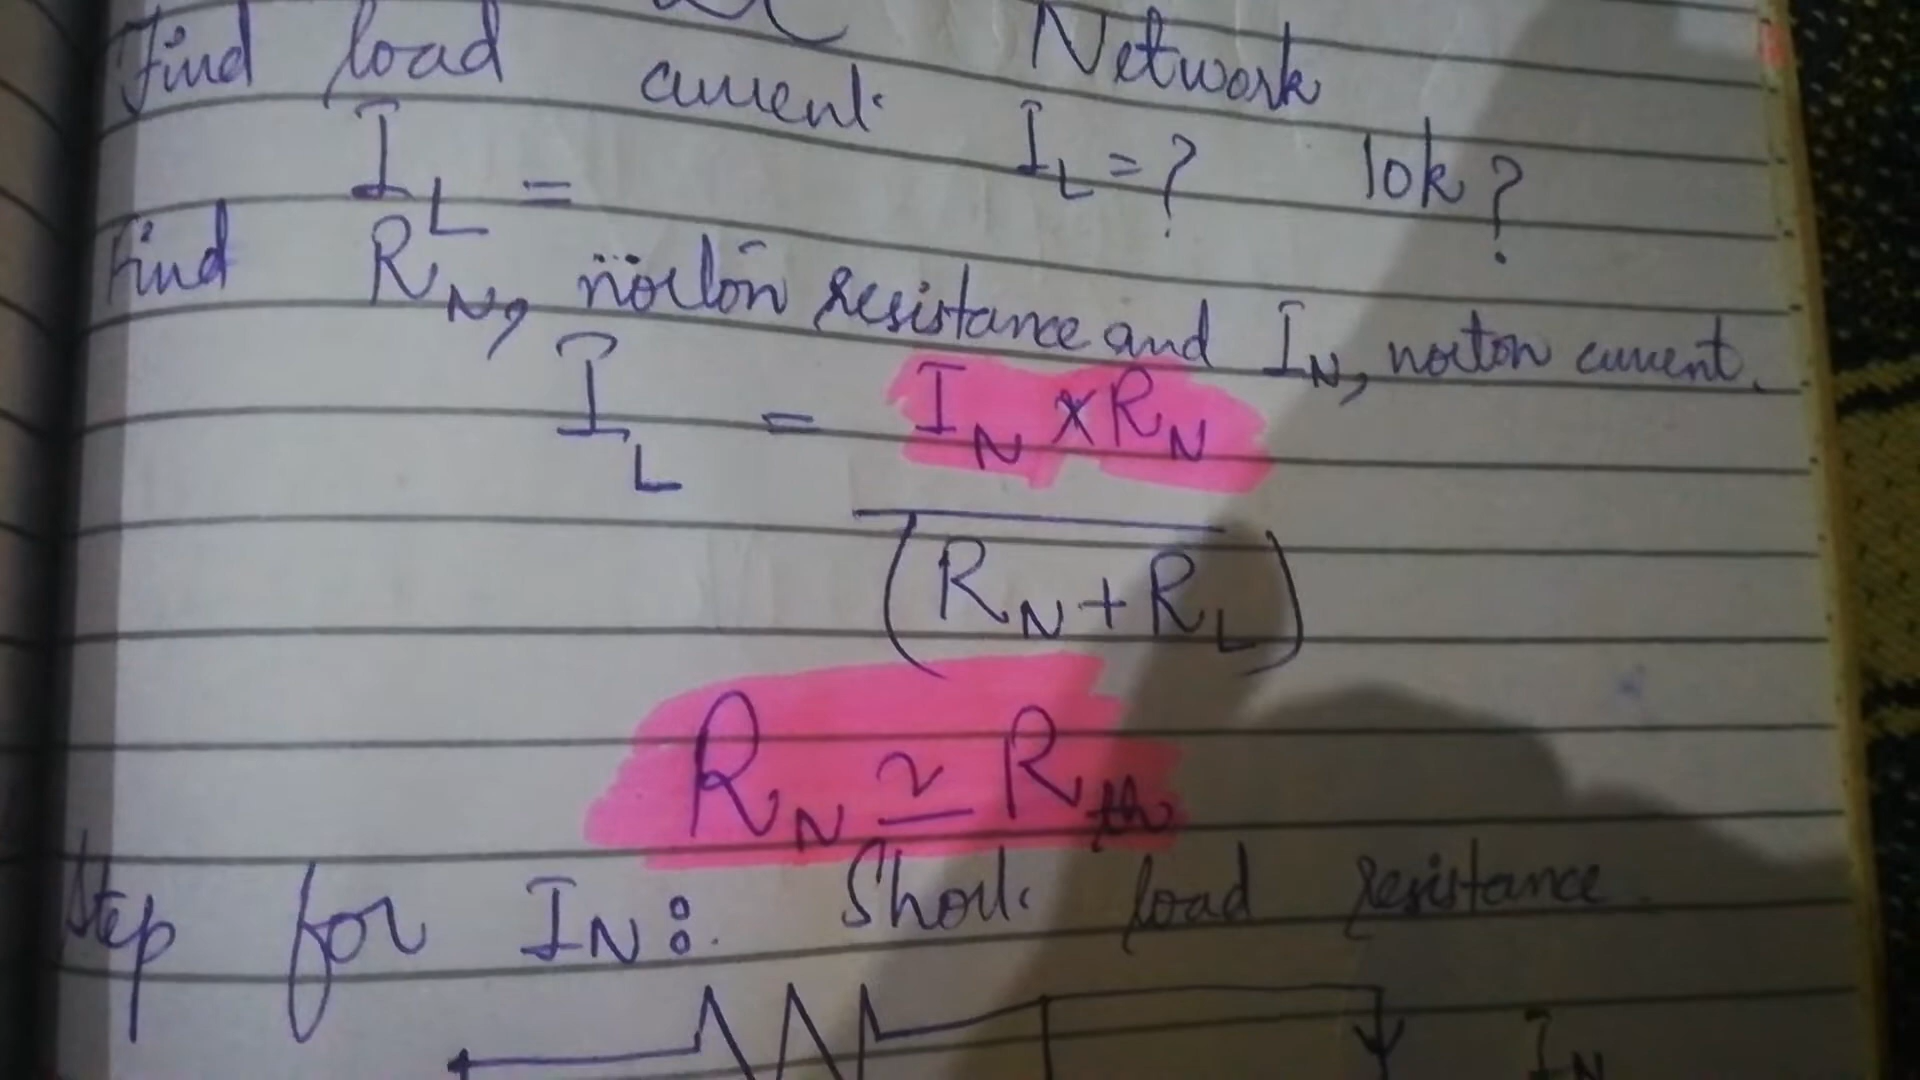 Find load current. Network
I_L = I_L = ? 10k ?
Find R_N, norton resistance and I_N, norton current.
I_L = I_N × R_N
(R_N + R_L)
R_N ≃ R_th
Step for I_N : Short load resistance
I_N